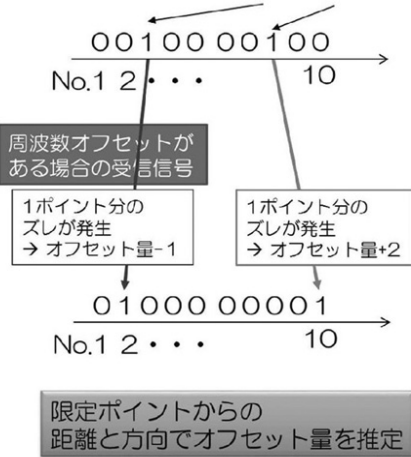 ００１００ ００１００
No.1 2・・・ 10
周波数オフセットが
ある場合の受信信号
1ポイント分の
ズレが発生
→ オフセット量-1
1ポイント分の
ズレが発生
→ オフセット量+2
０１０００ ００００１
No.1 2・・・ 10
限定ポイントからの
距離と方向でオフセット量を推定